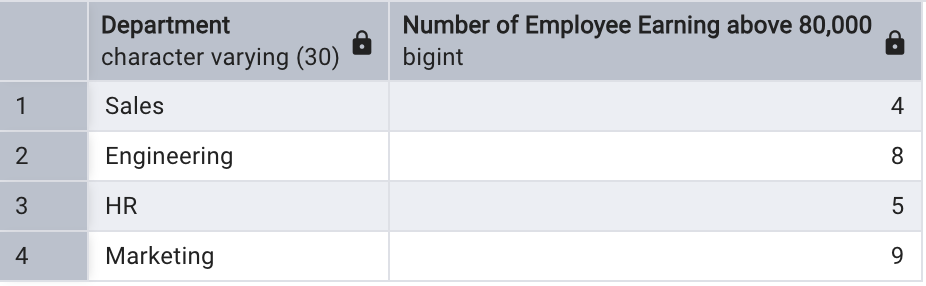 Department Number of Employee Earning above 80,000
character varying (30) bigint
1 Sales 4
2 Engineering 8
3 HR 5
4 Marketing 9